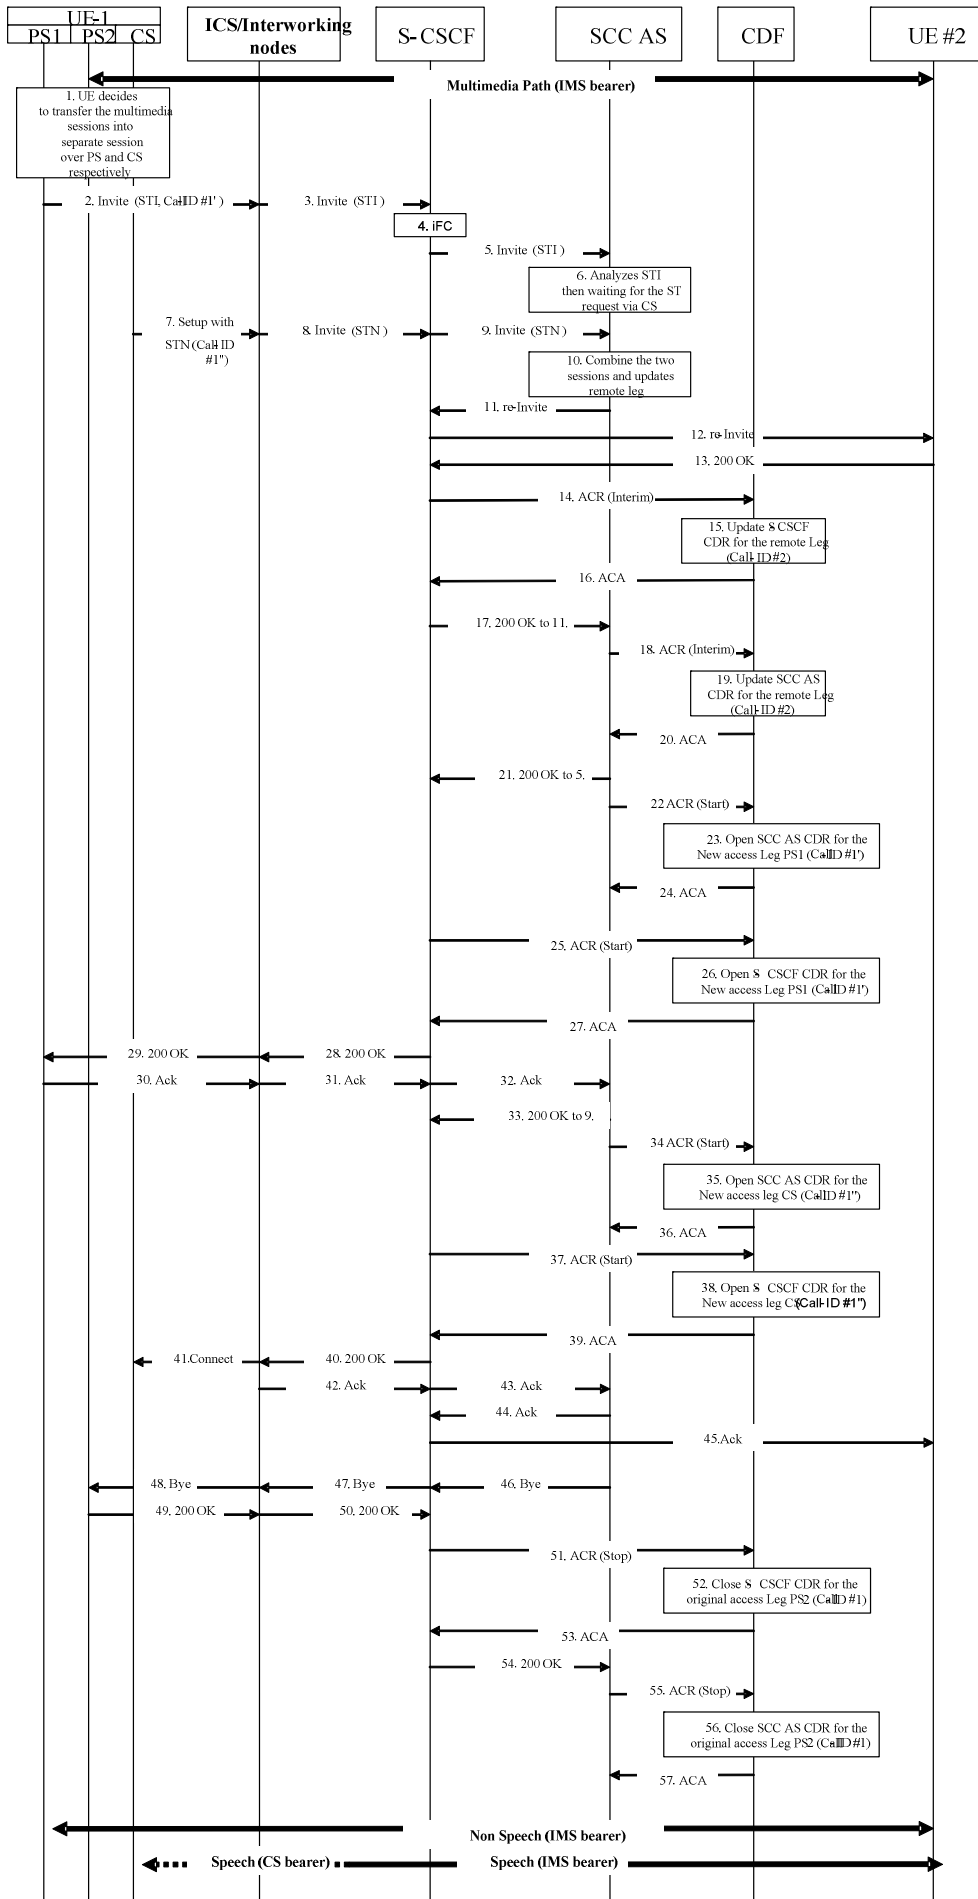 UE-1
PS1 PS2 CS
ICS/Interworking
nodes
S-CSCF
SCC AS
CDF
UE #2
Multimedia Path (IMS bearer)
1. UE decides
to transfer the multimedia
sessions into
separate session
over PS and CS
respectively
2. Invite (STI, Call-ID #1')
3. Invite (STI)
4. iFC
5. Invite (STI)
6. Analyzes STI
then waiting for the ST
request via CS
7. Setup with
STN (Call-ID
#1'')
8. Invite (STN)
9. Invite (STN)
10. Combine the two
sessions and updates
remote leg
11. re-Invite
12. re-Invite
13. 200 OK
14. ACR (Interim)
15. Update S-CSCF
CDR for the remote Leg
(Call-ID #2)
16. ACA
17. 200 OK to 11.
18. ACR (Interim)
19. Update SCC AS
CDR for the remote Leg
(Call-ID #2)
20. ACA
21. 200 OK to 5.
22 ACR (Start)
23. Open SCC AS CDR for the
New access Leg PS1 (Call-ID #1')
24. ACA
25. ACR (Start)
26. Open S-CSCF CDR for the
New access Leg PS1 (Call-ID #1')
27. ACA
28. 200 OK
29. 200 OK
30. Ack
31. Ack
32. Ack
33. 200 OK to 9.
34 ACR (Start)
35. Open SCC AS CDR for the
New access leg CS (Call-ID #1'')
36. ACA
37. ACR (Start)
38. Open S-CSCF CDR for the
New access leg CS (Call-ID #1'')
39. ACA
40. 200 OK
41.Connect
42. Ack
43. Ack
44. Ack
45.Ack
46. Bye
47. Bye
48. Bye
49. 200 OK
50. 200 OK
51. ACR (Stop)
52. Close S-CSCF CDR for the
original access Leg PS2 (Call-ID #1)
53. ACA
54. 200 OK
55. ACR (Stop)
56. Close SCC AS CDR for the
original access Leg PS2 (Call-ID #1)
57. ACA
Non Speech (IMS bearer)
Speech (CS bearer)
Speech (IMS bearer)